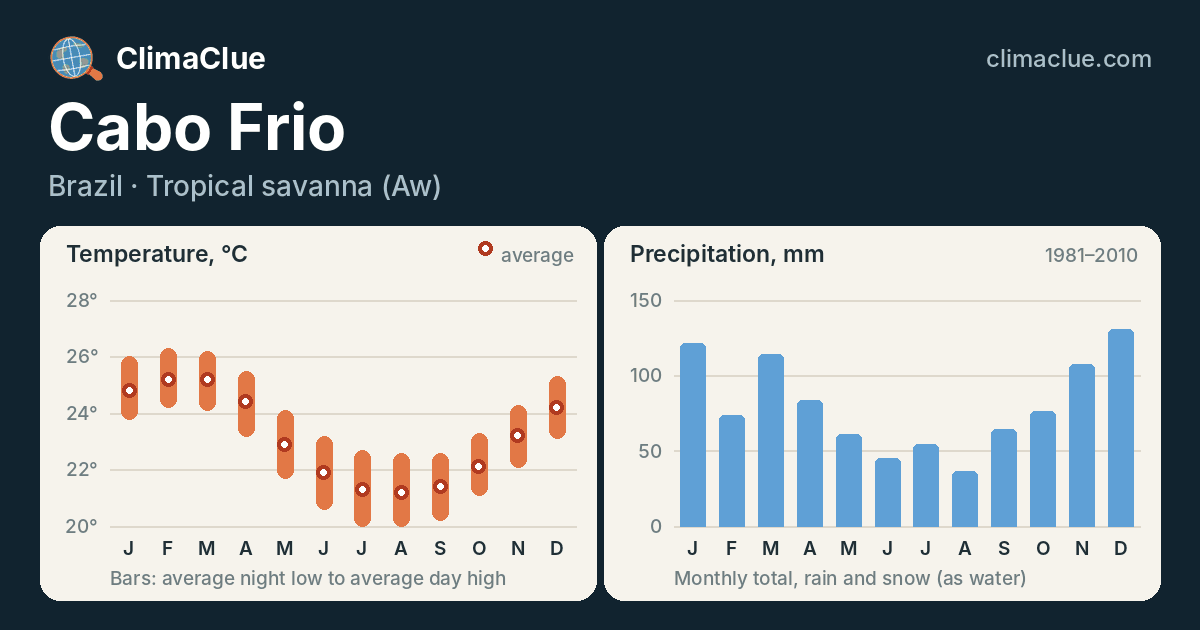 ClimaClue
climaclue.com
Cabo Frio
Brazil · Tropical savanna (Aw)
Temperature, °C
average
28°
26°
24°
22°
20°
J F M A M J J A S O N D
Bars: average night low to average day high
Precipitation, mm
1981–2010
150
100
50
0
J F M A M J J A S O N D
Monthly total, rain and snow (as water)